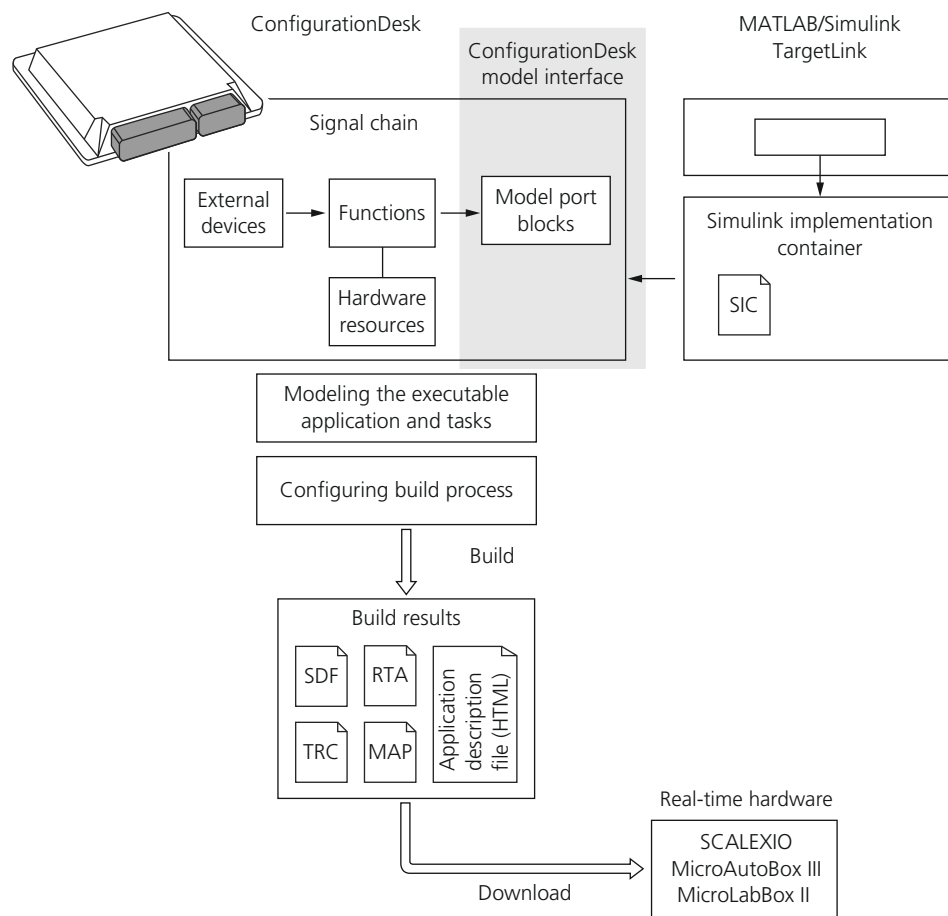 ConfigurationDesk
MATLAB/Simulink
TargetLink
ConfigurationDesk
model interface
Signal chain
External
devices
Functions
Model port
blocks
Hardware
resources
Simulink implementation
container
SIC
Modeling the executable
application and tasks
Configuring build process
Build
Build results
SDF
RTA
TRC
MAP
Application
description
file (HTML)
Real-time hardware
SCALEXIO
MicroAutoBox III
MicroLabBox II
Download